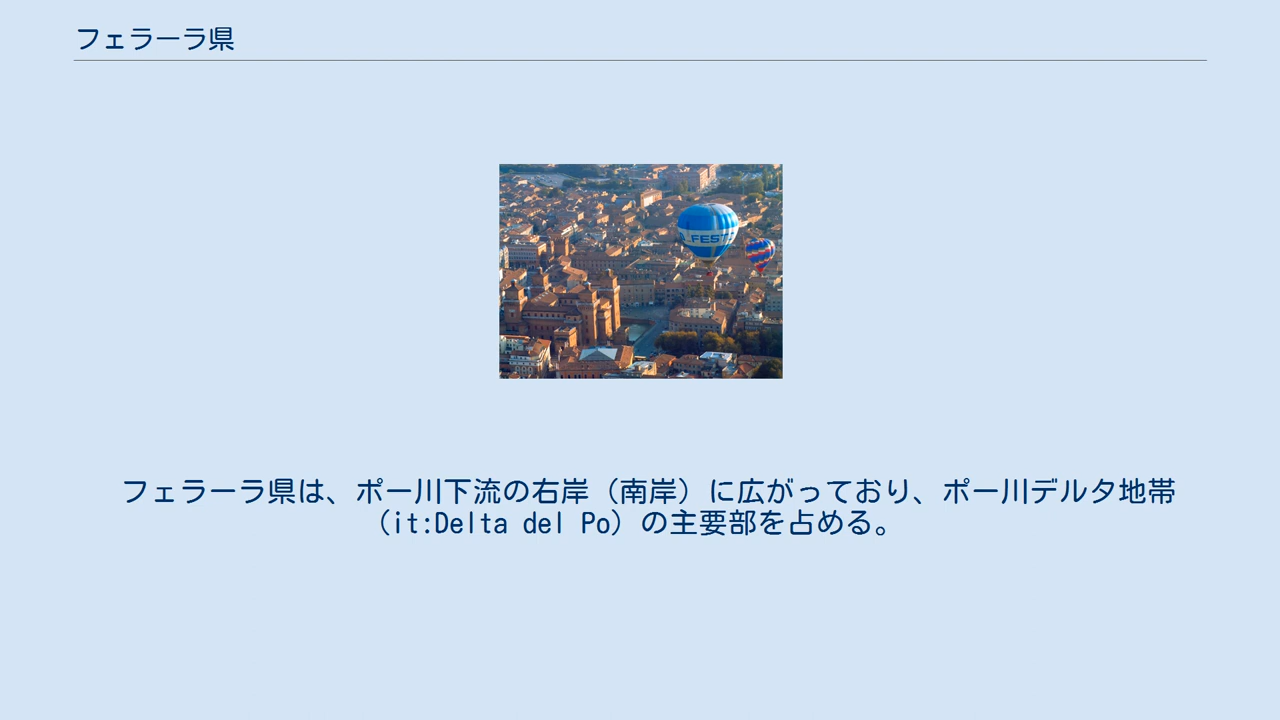 フェラーラ県
FEST
フェラーラ県は、ポー川下流の右岸（南岸）に広がっており、ポー川デルタ地帯
（it:Delta del Po）の主要部を占める。